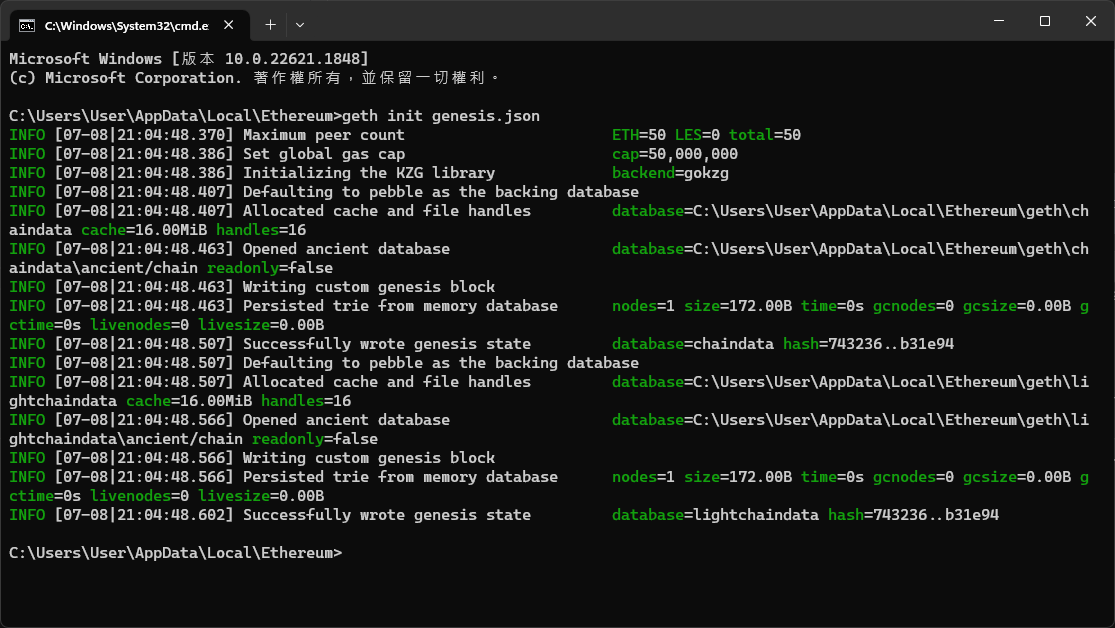 C:\Windows\System32\cmd.e
Microsoft Windows [版本 10.0.22621.1848]
(c) Microsoft Corporation. 著作權所有，並保留一切權利。
C:\Users\User\AppData\Local\Ethereum>geth init genesis.json
INFO [07-08|21:04:48.370] Maximum peer count                       ETH=50 LES=0 total=50
INFO [07-08|21:04:48.386] Set global gas cap                       cap=50,000,000
INFO [07-08|21:04:48.386] Initializing the KZG library             backend=gokzg
INFO [07-08|21:04:48.407] Defaulting to pebble as the backing database
INFO [07-08|21:04:48.407] Allocated cache and file handles         database=C:\Users\User\AppData\Local\Ethereum\geth\ch
aindata cache=16.00MiB handles=16
INFO [07-08|21:04:48.463] Opened ancient database                  database=C:\Users\User\AppData\Local\Ethereum\geth\ch
aindata\ancient/chain readonly=false
INFO [07-08|21:04:48.463] Writing custom genesis block
INFO [07-08|21:04:48.463] Persisted trie from memory database      nodes=1 size=172.00B time=0s gcnodes=0 gcsize=0.00B g
ctime=0s livenodes=0 livesize=0.00B
INFO [07-08|21:04:48.507] Successfully wrote genesis state         database=chaindata hash=743236..b31e94
INFO [07-08|21:04:48.507] Defaulting to pebble as the backing database
INFO [07-08|21:04:48.507] Allocated cache and file handles         database=C:\Users\User\AppData\Local\Ethereum\geth\li
ghtchaindata cache=16.00MiB handles=16
INFO [07-08|21:04:48.566] Opened ancient database                  database=C:\Users\User\AppData\Local\Ethereum\geth\li
ghtchaindata\ancient/chain readonly=false
INFO [07-08|21:04:48.566] Writing custom genesis block
INFO [07-08|21:04:48.566] Persisted trie from memory database      nodes=1 size=172.00B time=0s gcnodes=0 gcsize=0.00B g
ctime=0s livenodes=0 livesize=0.00B
INFO [07-08|21:04:48.602] Successfully wrote genesis state         database=lightchaindata hash=743236..b31e94
C:\Users\User\AppData\Local\Ethereum>